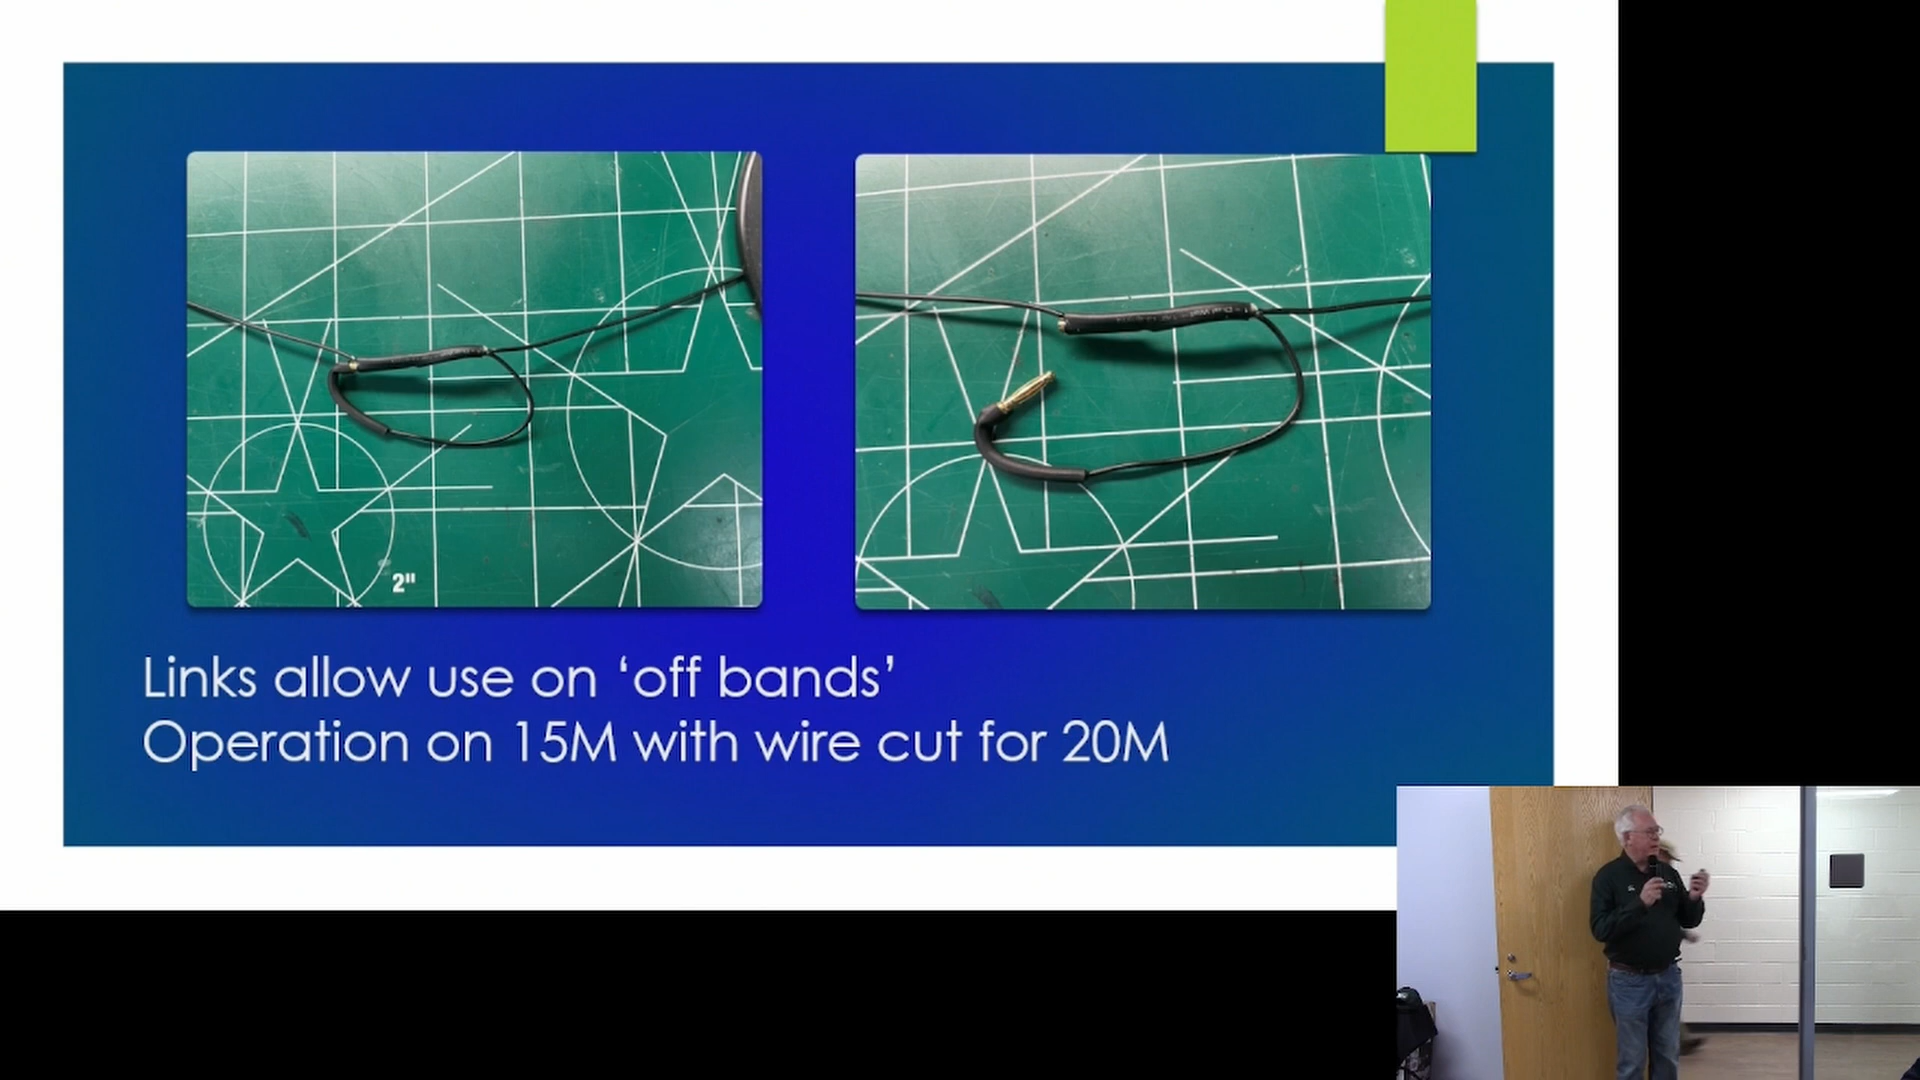 2"
Links allow use on ‘off bands’
Operation on 15M with wire cut for 20M